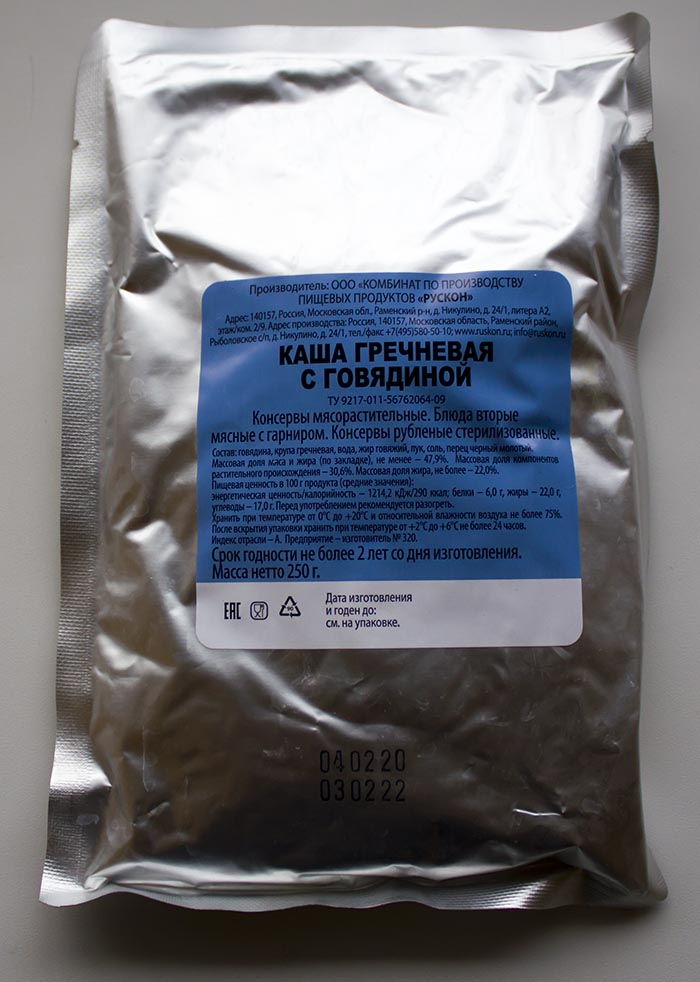 Производитель: ООО «КОМБИНАТ ПО ПРОИЗВОДСТВУ
ПИЩЕВЫХ ПРОДУКТОВ «РУСКОН»
Адрес: 140157, Россия, Московская обл., Раменский р-н, д. Никулино, д. 24/1, литера А2,
этаж/ком. 2/9. Адрес производства: Россия, 140157, Московская область, Раменский район,
Рыболовское с/п, д. Никулино, д. 24/1, тел./факс +7(495)580-50-10; www.ruskon.ru; info@ruskon.ru
КАША ГРЕЧНЕВАЯ
С ГОВЯДИНОЙ
ТУ 9217-011-56762064-09
Консервы мясорастительные. Блюда вторые
мясные с гарниром. Консервы рубленые стерилизованные.
Состав: говядина, крупа гречневая, вода, жир говяжий, лук, соль, перец черный молотый.
Массовая доля мяса и жира (по закладке), не менее – 47,9%. Массовая доля компонентов
растительного происхождения – 30,6%. Массовая доля жира, не более – 22,0%.
Пищевая ценность в 100 г продукта (средние значения):
энергетическая ценность/калорийность – 1214,2 кДж/290 ккал; белки – 6,0 г, жиры – 22,0 г,
углеводы – 17,0 г. Перед употреблением рекомендуется разогреть.
Хранить при температуре от 0°С до +20°С и относительной влажности воздуха не более 75%.
После вскрытия упаковки хранить при температуре от +2°С до +6°С не более 24 часов.
Индекс отрасли – А. Предприятие – изготовитель № 320.
Срок годности не более 2 лет со дня изготовления.
Масса нетто 250 г.
ЕАС
90
Дата изготовления
и годен до:
см. на упаковке.
040220
030222